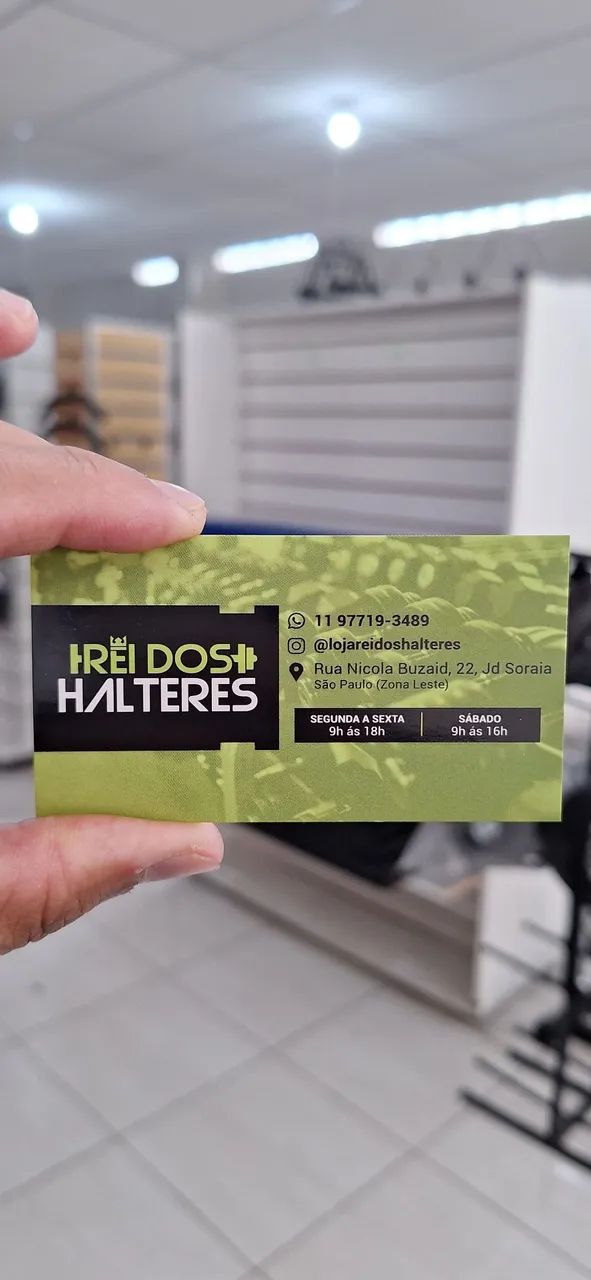 REI DOS
HALTERES
11 97719-3489
@lojareidoshalteres
Rua Nicola Buzaid, 22, Jd Soraia
São Paulo (Zona Leste)
SEGUNDA A SEXTA
9h ás 18h
SÁBADO
9h ás 16h